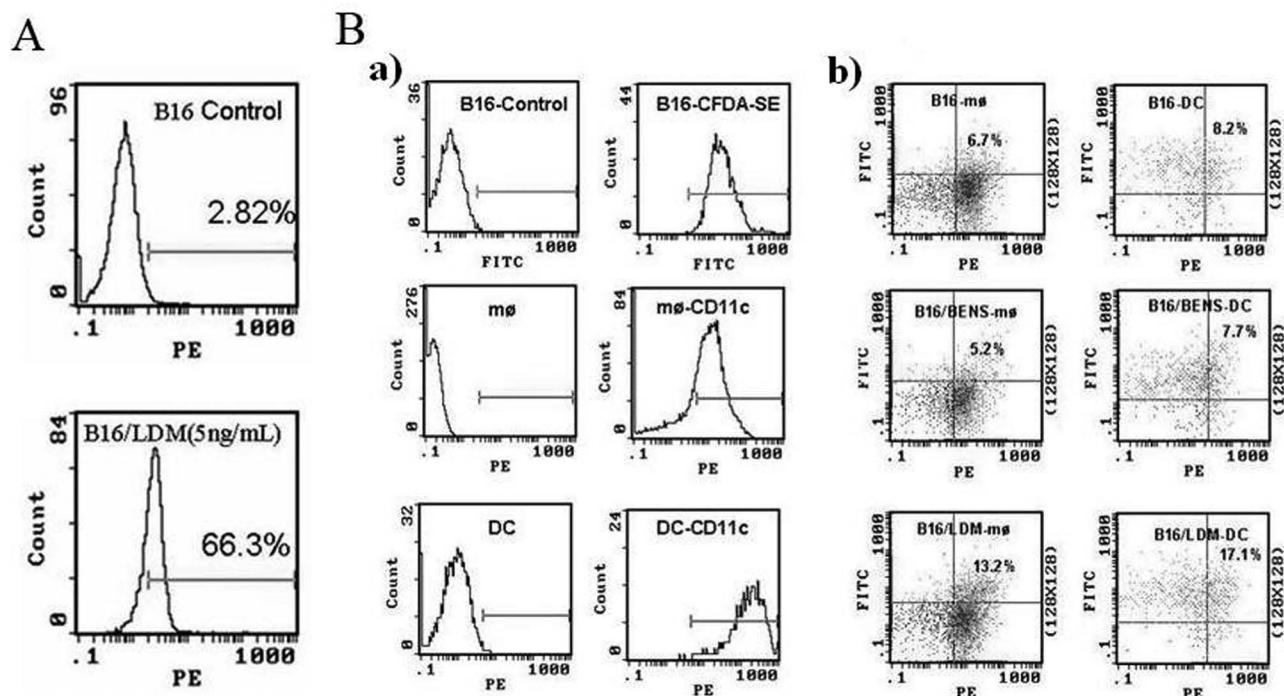 A
96
B16 Control
2.82%
Count
0
.1
1000
PE
84
B16/LDM(5ng/mL)
66.3%
Count
0
.1
1000
PE
B
a)
36
B16-Control
Count
0
.1
1000
FITC
44
B16-CFDA-SE
Count
0
.1
1000
FITC
276
mø
Count
0
.1
1000
PE
84
mø-CD11c
Count
0
.1
1000
PE
32
DC
Count
0
.1
1000
PE
24
DC-CD11c
Count
0
.1
1000
PE
b)
1000
B16-mø
6.7%
FITC
.1
.1
1000
PE
(128X128)
1000
B16-DC
8.2%
FITC
.1
.1
1000
PE
(128X128)
1000
B16/BENS-mø
5.2%
FITC
.1
.1
1000
PE
(128X128)
1000
B16/BENS-DC
7.7%
FITC
.1
.1
1000
PE
(128X128)
1000
B16/LDM-mø
13.2%
FITC
.1
.1
1000
PE
(128X128)
1000
B16/LDM-DC
17.1%
FITC
.1
.1
1000
PE
(128X128)